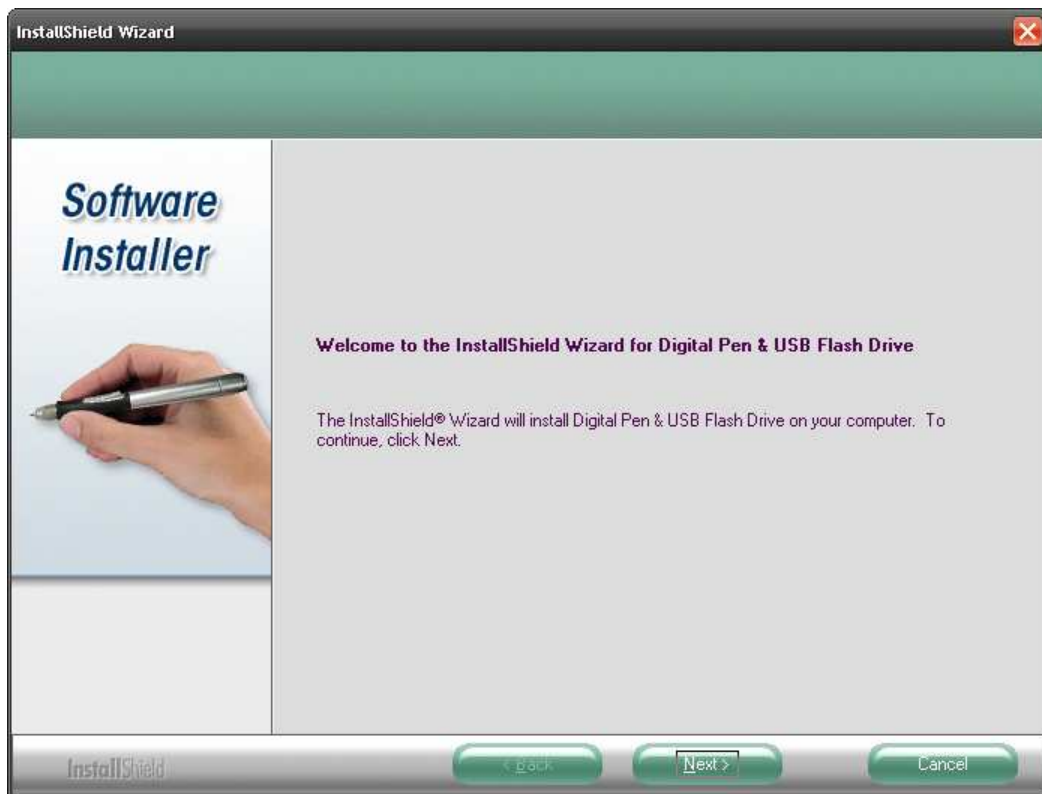 InstallShield Wizard
Software
Installer
Welcome to the InstallShield Wizard for Digital Pen & USB Flash Drive
The InstallShield® Wizard will install Digital Pen & USB Flash Drive on your computer. To
continue, click Next.
InstallShield
< Back
Next >
Cancel